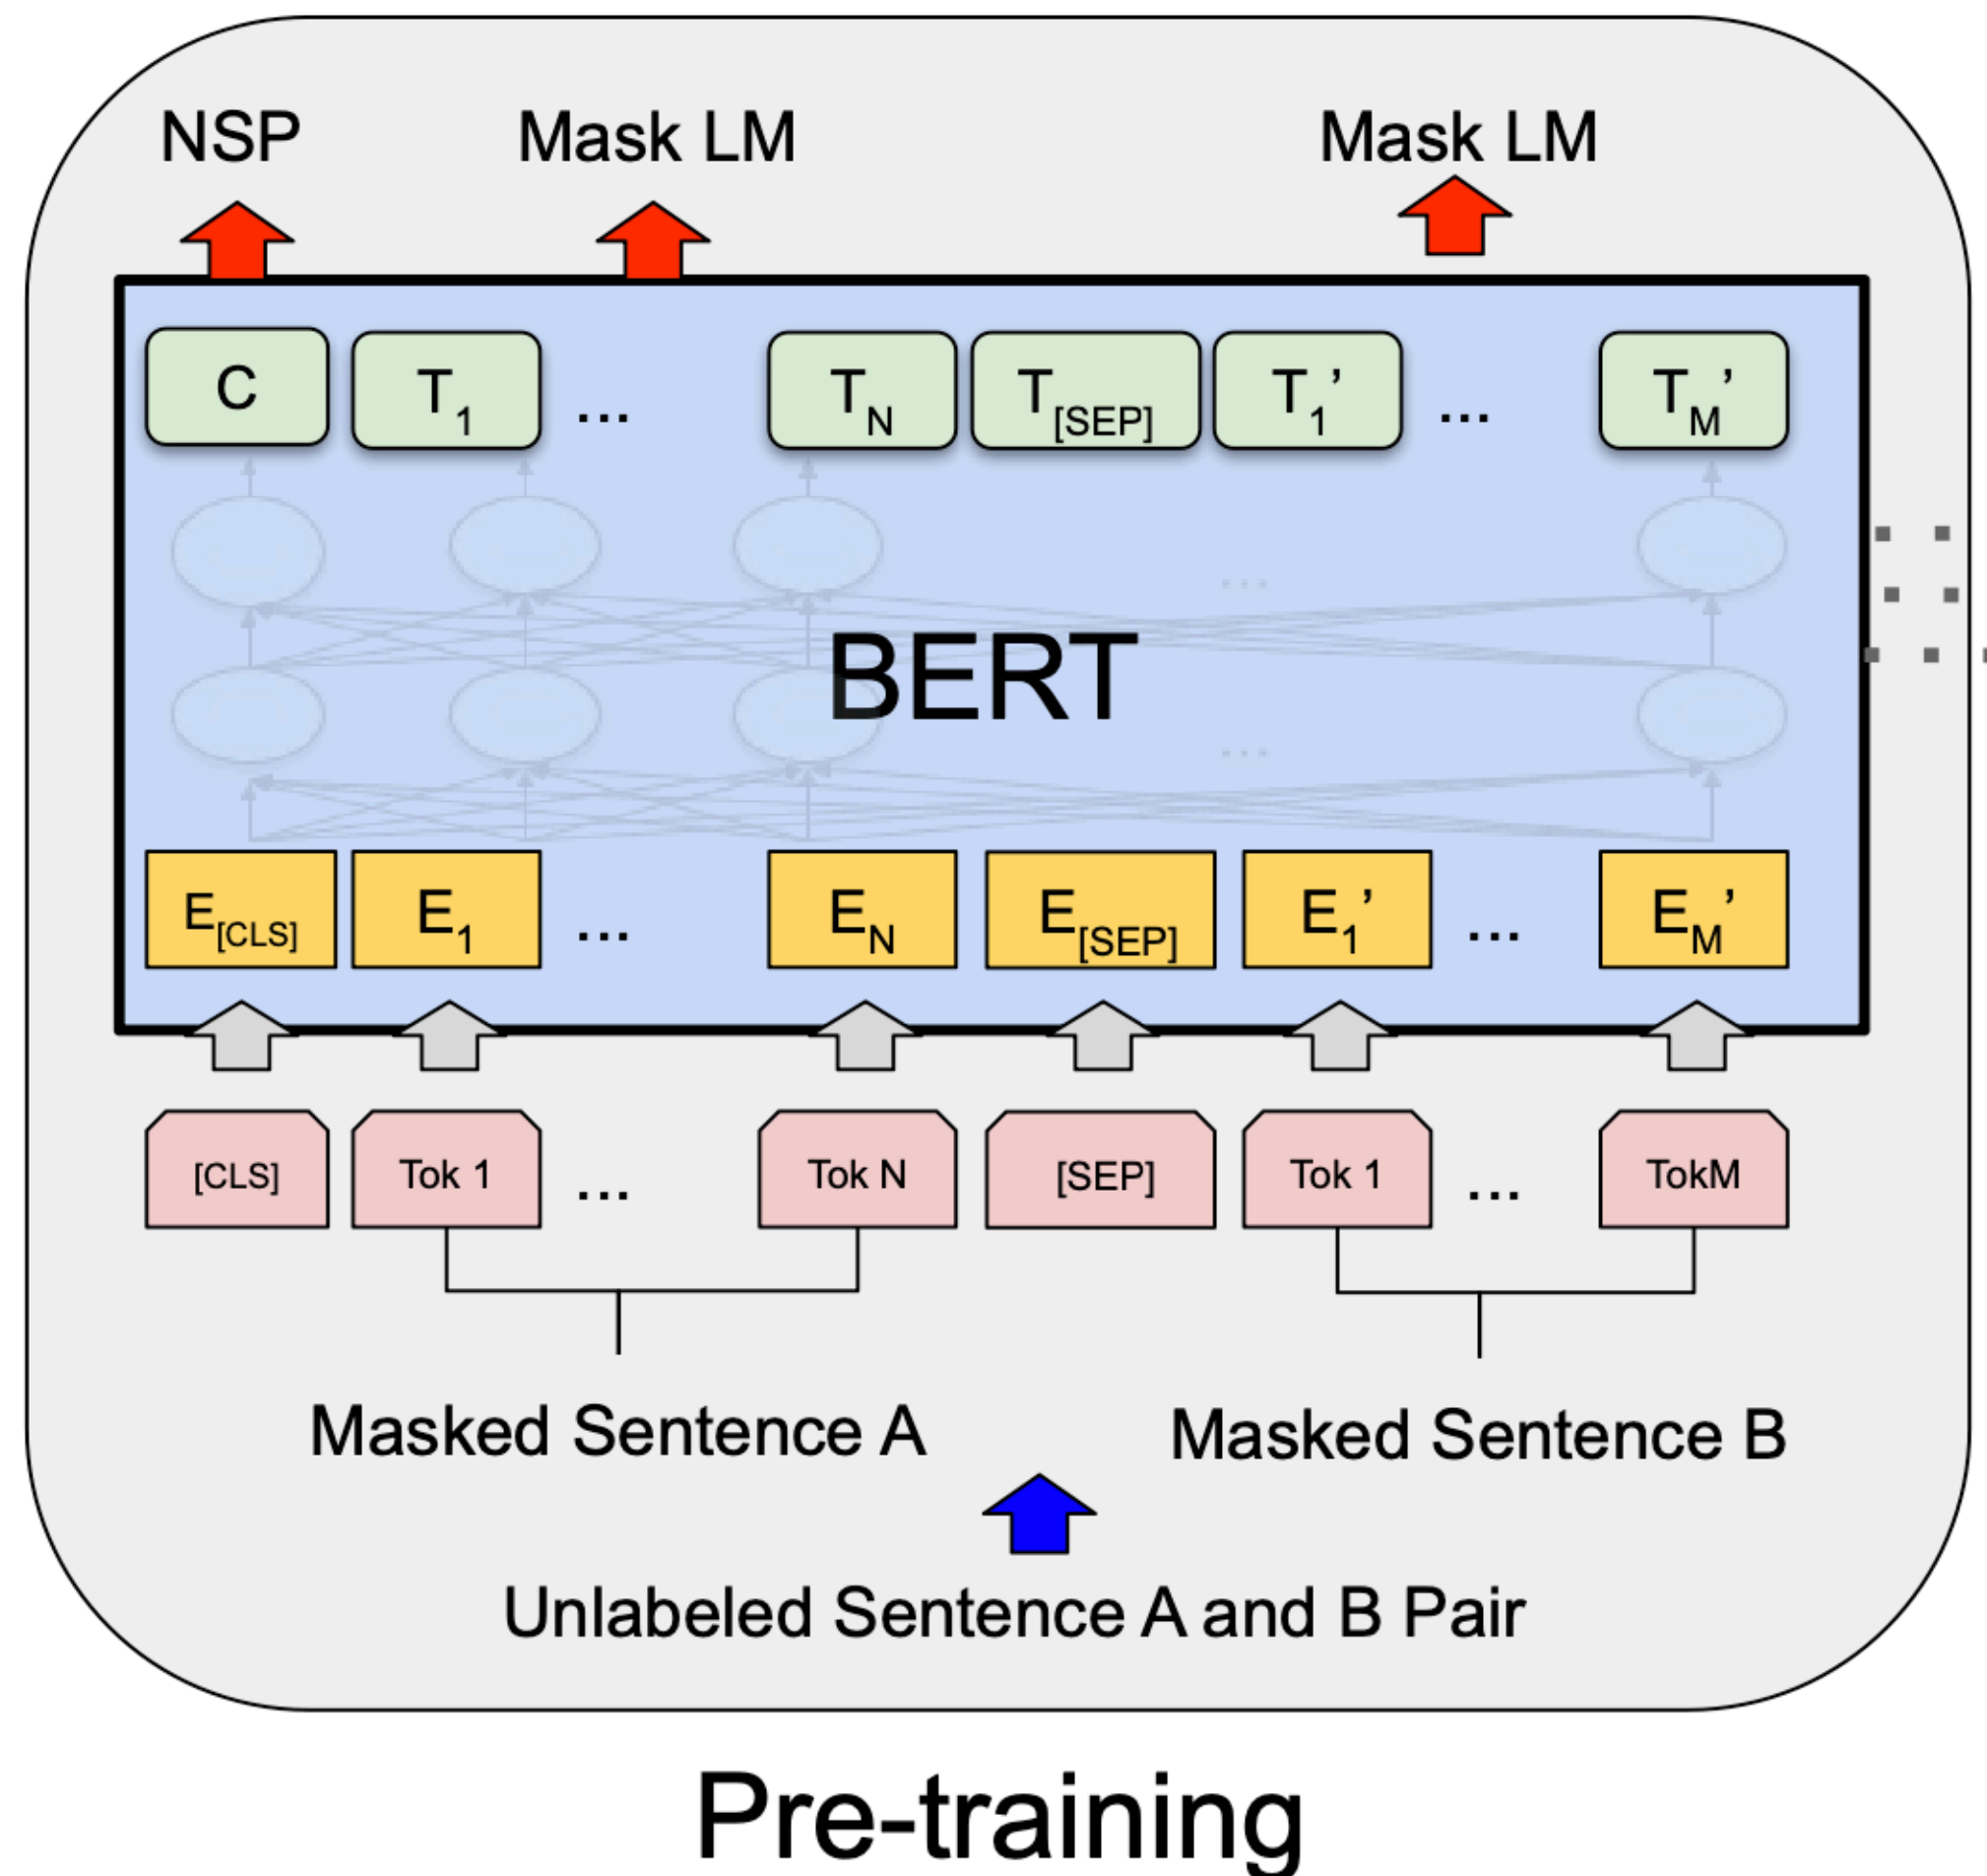 NSP Mask LM Mask LM
C T1 ... TN T[SEP] T1’ ... TM’
...
BERT
...
E[CLS] E1 ... EN E[SEP] E1’ ... EM’
[CLS] Tok 1 ... Tok N [SEP] Tok 1 ... TokM
Masked Sentence A Masked Sentence B
Unlabeled Sentence A and B Pair
Pre-training